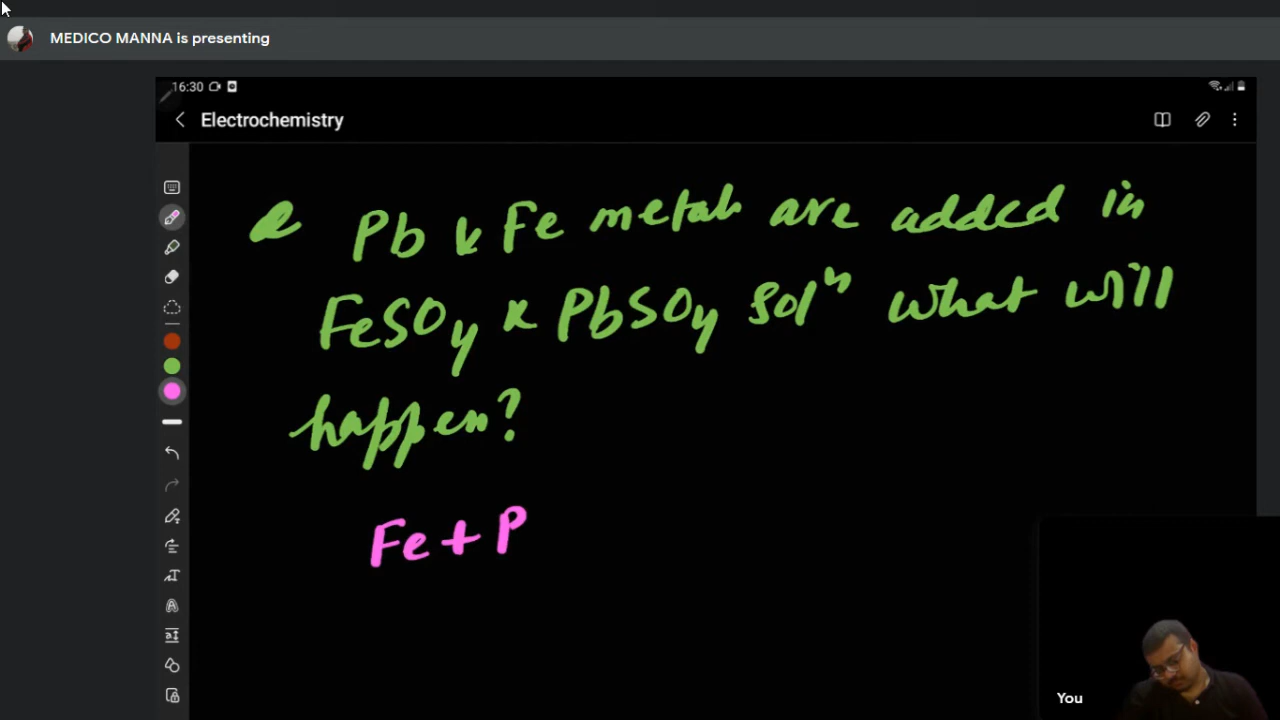 MEDICO MANNA is presenting
16:30
Electrochemistry
Pb & Fe metals are added in
FeSO4 & PbSO4 solⁿ what will
happen?
Fe + P
You